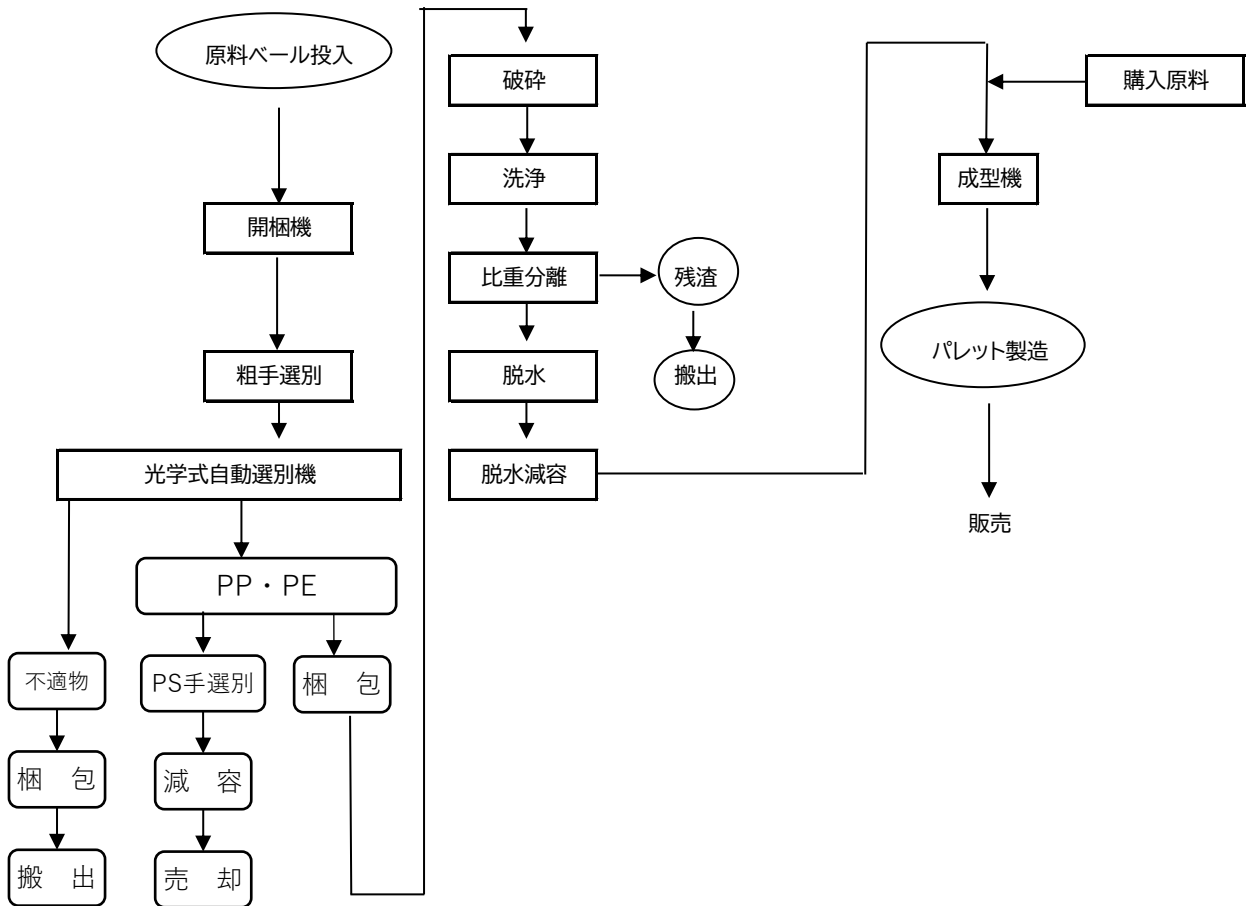 原料ベール投入
開梱機
粗手選別
光学式自動選別機
PP・PE
不適物
PS手選別
梱　包
梱　包
減　容
搬　出
売　却
破砕
洗浄
比重分離
残渣
脱水
搬出
脱水減容
購入原料
成型機
パレット製造
販売